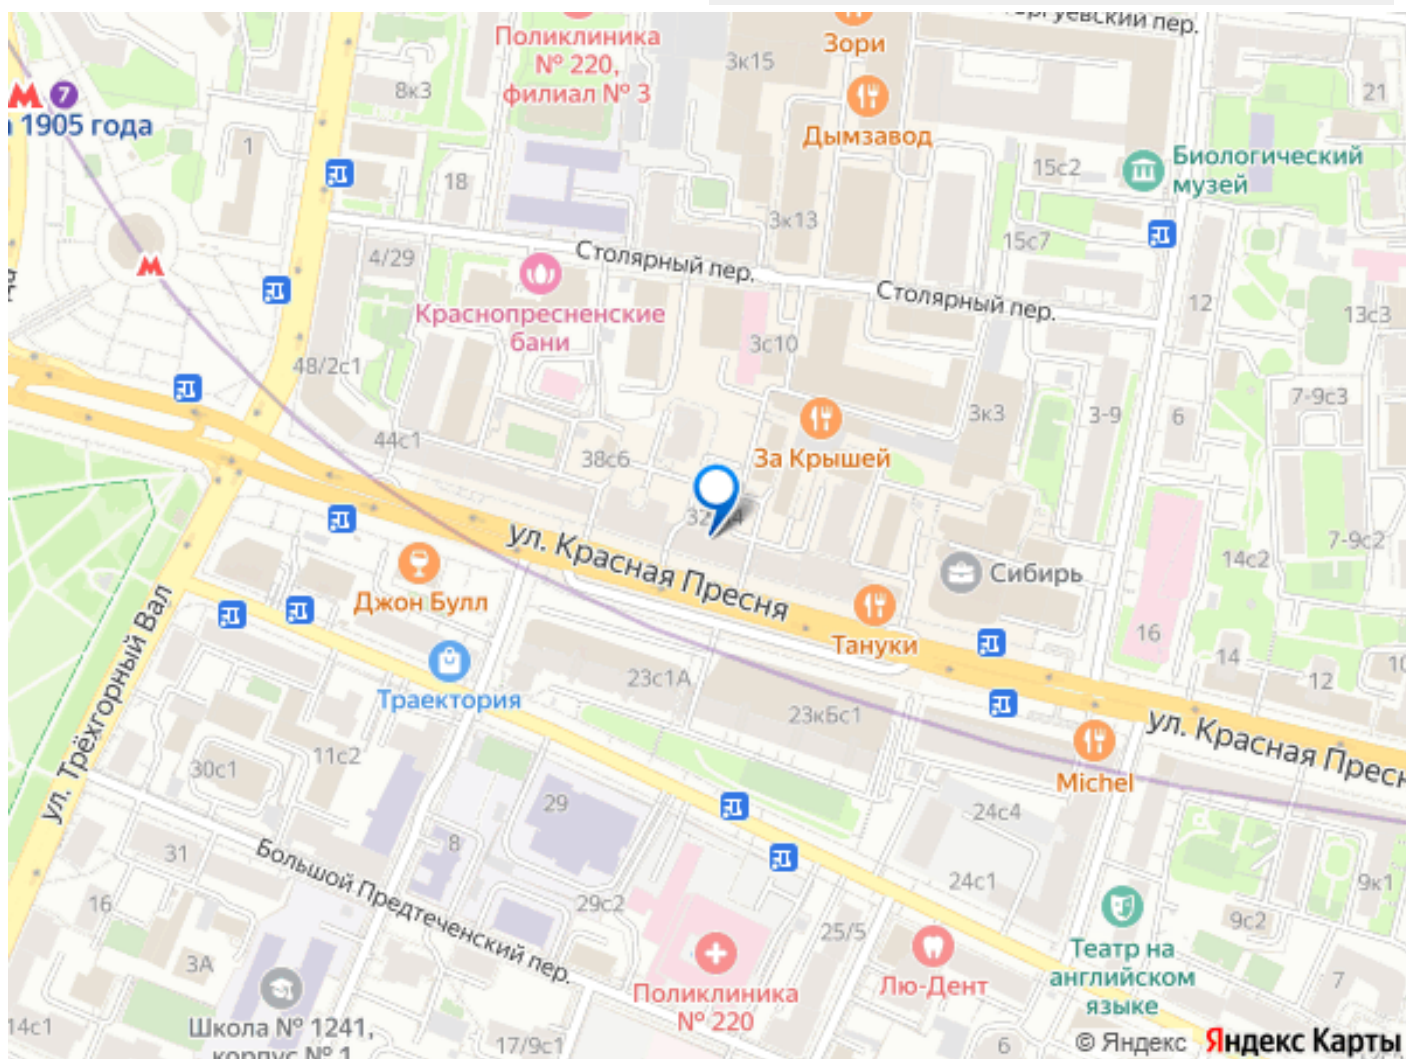 Поликлиника
№ 220,
филиал № 3
8к3
3к15
Зори
пер.
21
7
1905 года
1
18
Дымзавод
15с2
Биологический
музей
3к13
15с7
4/29
Столярный пер.
Столярный пер.
12
13с3
Краснопресненские
бани
3с10
48/2с1
44с1
38с6
За Крышей
3к3
3-9
6
7-9с3
ул. Красная Пресня
Сибирь
14с2
7-9с2
Джон Булл
Тануки
16
14
12
Траектория
23с1А
23кБс1
ул. Красная
Michel
ул. Трёхгорный Вал
30с1
11с2
29
8
24с4
31
Большой Предтеченский пер.
16
29с2
24с1
25/5
9с2
9к1
3А
Поликлиника
№ 220
Лю-Дент
Театр на
английском
языке
7
14с1
Школа № 1241,
корпус № 1
17/9с1
6
© Яндекс Яндекс Карты